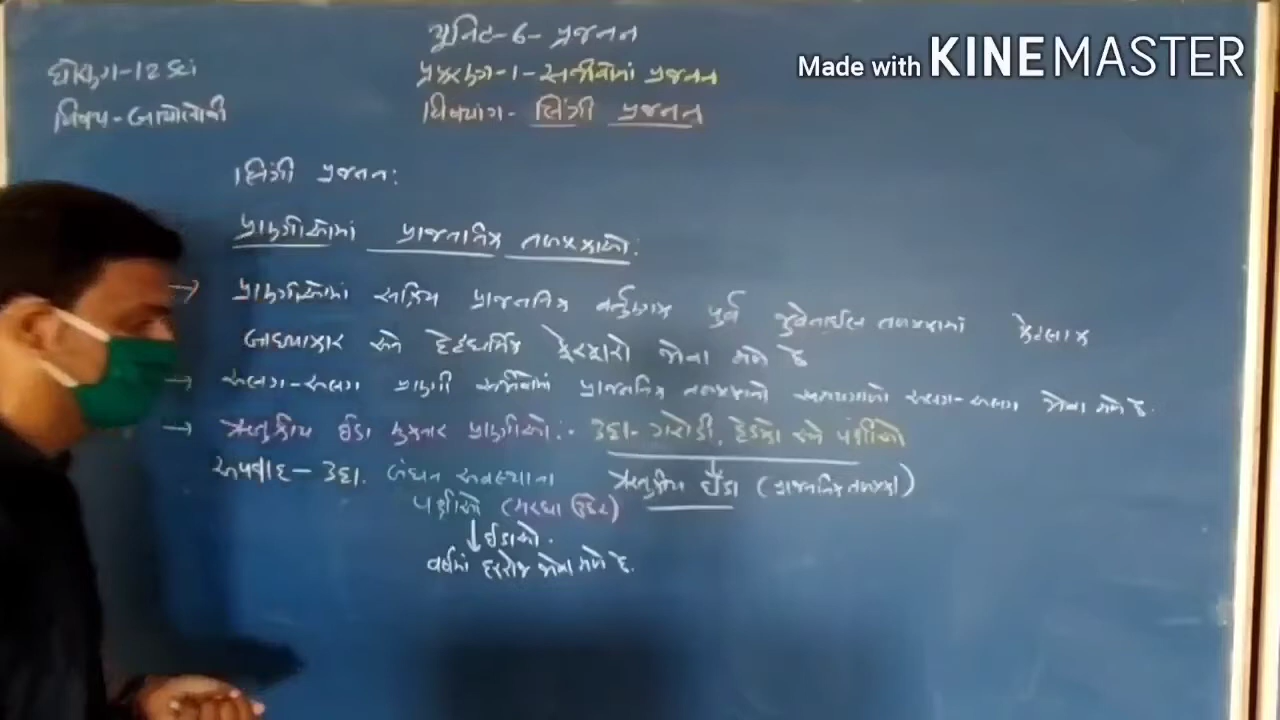 યુનિટ-6- પ્રજનન
Made with KINEMASTER
ધોરણ-12
પ્રકરણ-1-સજીવોમાં પ્રજનન
વિષય-બાયોલોજી
વિષયાંગ- લિંગી પ્રજનન
લિંગી પ્રજનન:
પ્રાણીઓમાં પ્રાજનનિક તબક્કાઓ:
→ પ્રાણીઓમાં સક્રિય પ્રાજનનિક વર્તણૂક પૂર્વ જુવેનાઈલ તબક્કામાં કેટલાક
બાહ્યાકાર અને દેહધાર્મિક ફેરફારો જોવા મળે છે
→ અલગ-અલગ પ્રાણી સજીવોમાં પ્રાજનનિક તબક્કાનો સમયગાળો અલગ-અલગ જોવા મળે છે.
→ ઋતુકીય ઈંડા મુકનાર પ્રાણીઓ:- ઉદા- ગરોળી, દેડકો અને પક્ષીઓ
અપવાદ- ઉદા. બંધન અવસ્થાના ઋતુકીય ઈંડા (પ્રાજનનિક તબક્કા)
પક્ષીઓ (મરઘા ઉછેર)
↓ ઈંડાઓ.
વર્ષમાં દરરોજ જોવા મળે છે.